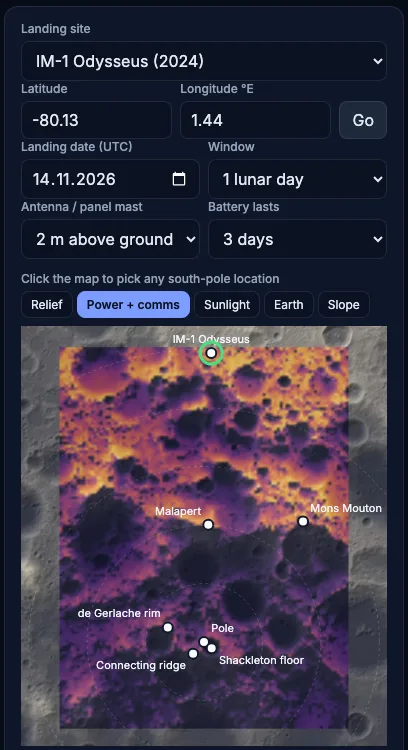 Landing site
IM-1 Odysseus (2024)
Latitude Longitude °E
-80.13 1.44 Go
Landing date (UTC) Window
14.11.2026 1 lunar day
Antenna / panel mast Battery lasts
2 m above ground 3 days
Click the map to pick any south-pole location
Relief Power + comms Sunlight Earth Slope
IM-1 Odysseus
Malapert Mons Mouton
de Gerlache rim
Pole
Connecting ridge Shackleton floor